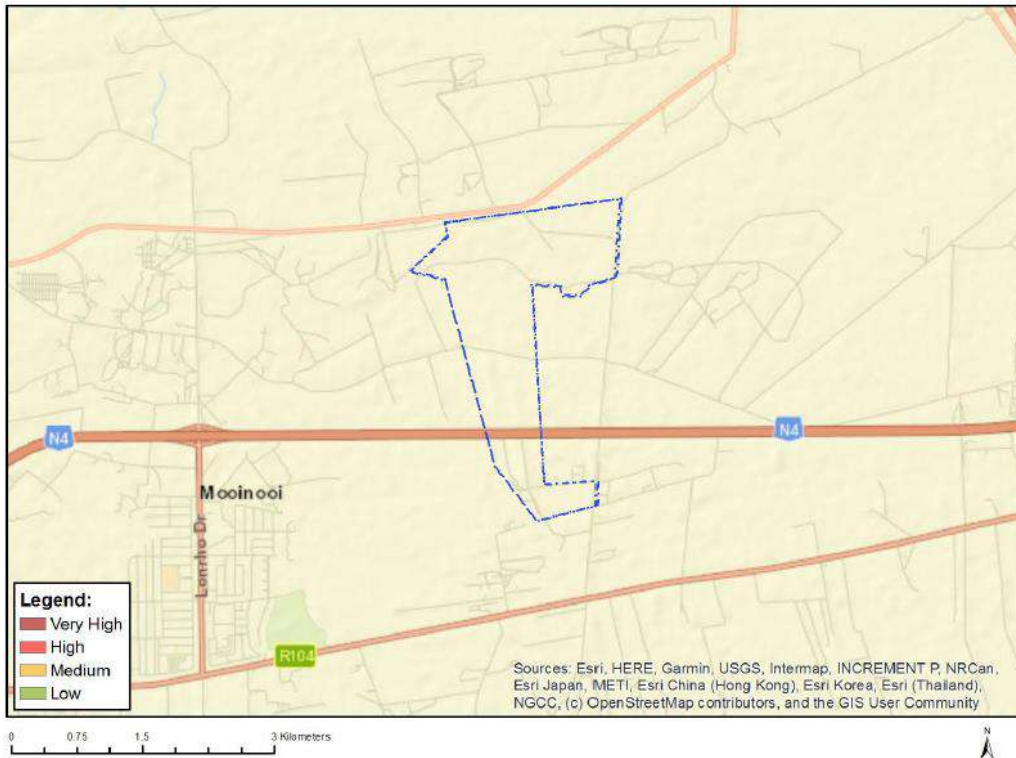 N4
N4
Mooinooi
Lonrho Dr
R104
Legend:
Very High
High
Medium
Low
Sources: Esri, HERE, Garmin, USGS, Intermap, INCREMENT P, NRCan,
Esri Japan, METI, Esri China (Hong Kong), Esri Korea, Esri (Thailand),
NGCC, (c) OpenStreetMap contributors, and the GIS User Community
0 0.75 1.5 3 Kilometers
N